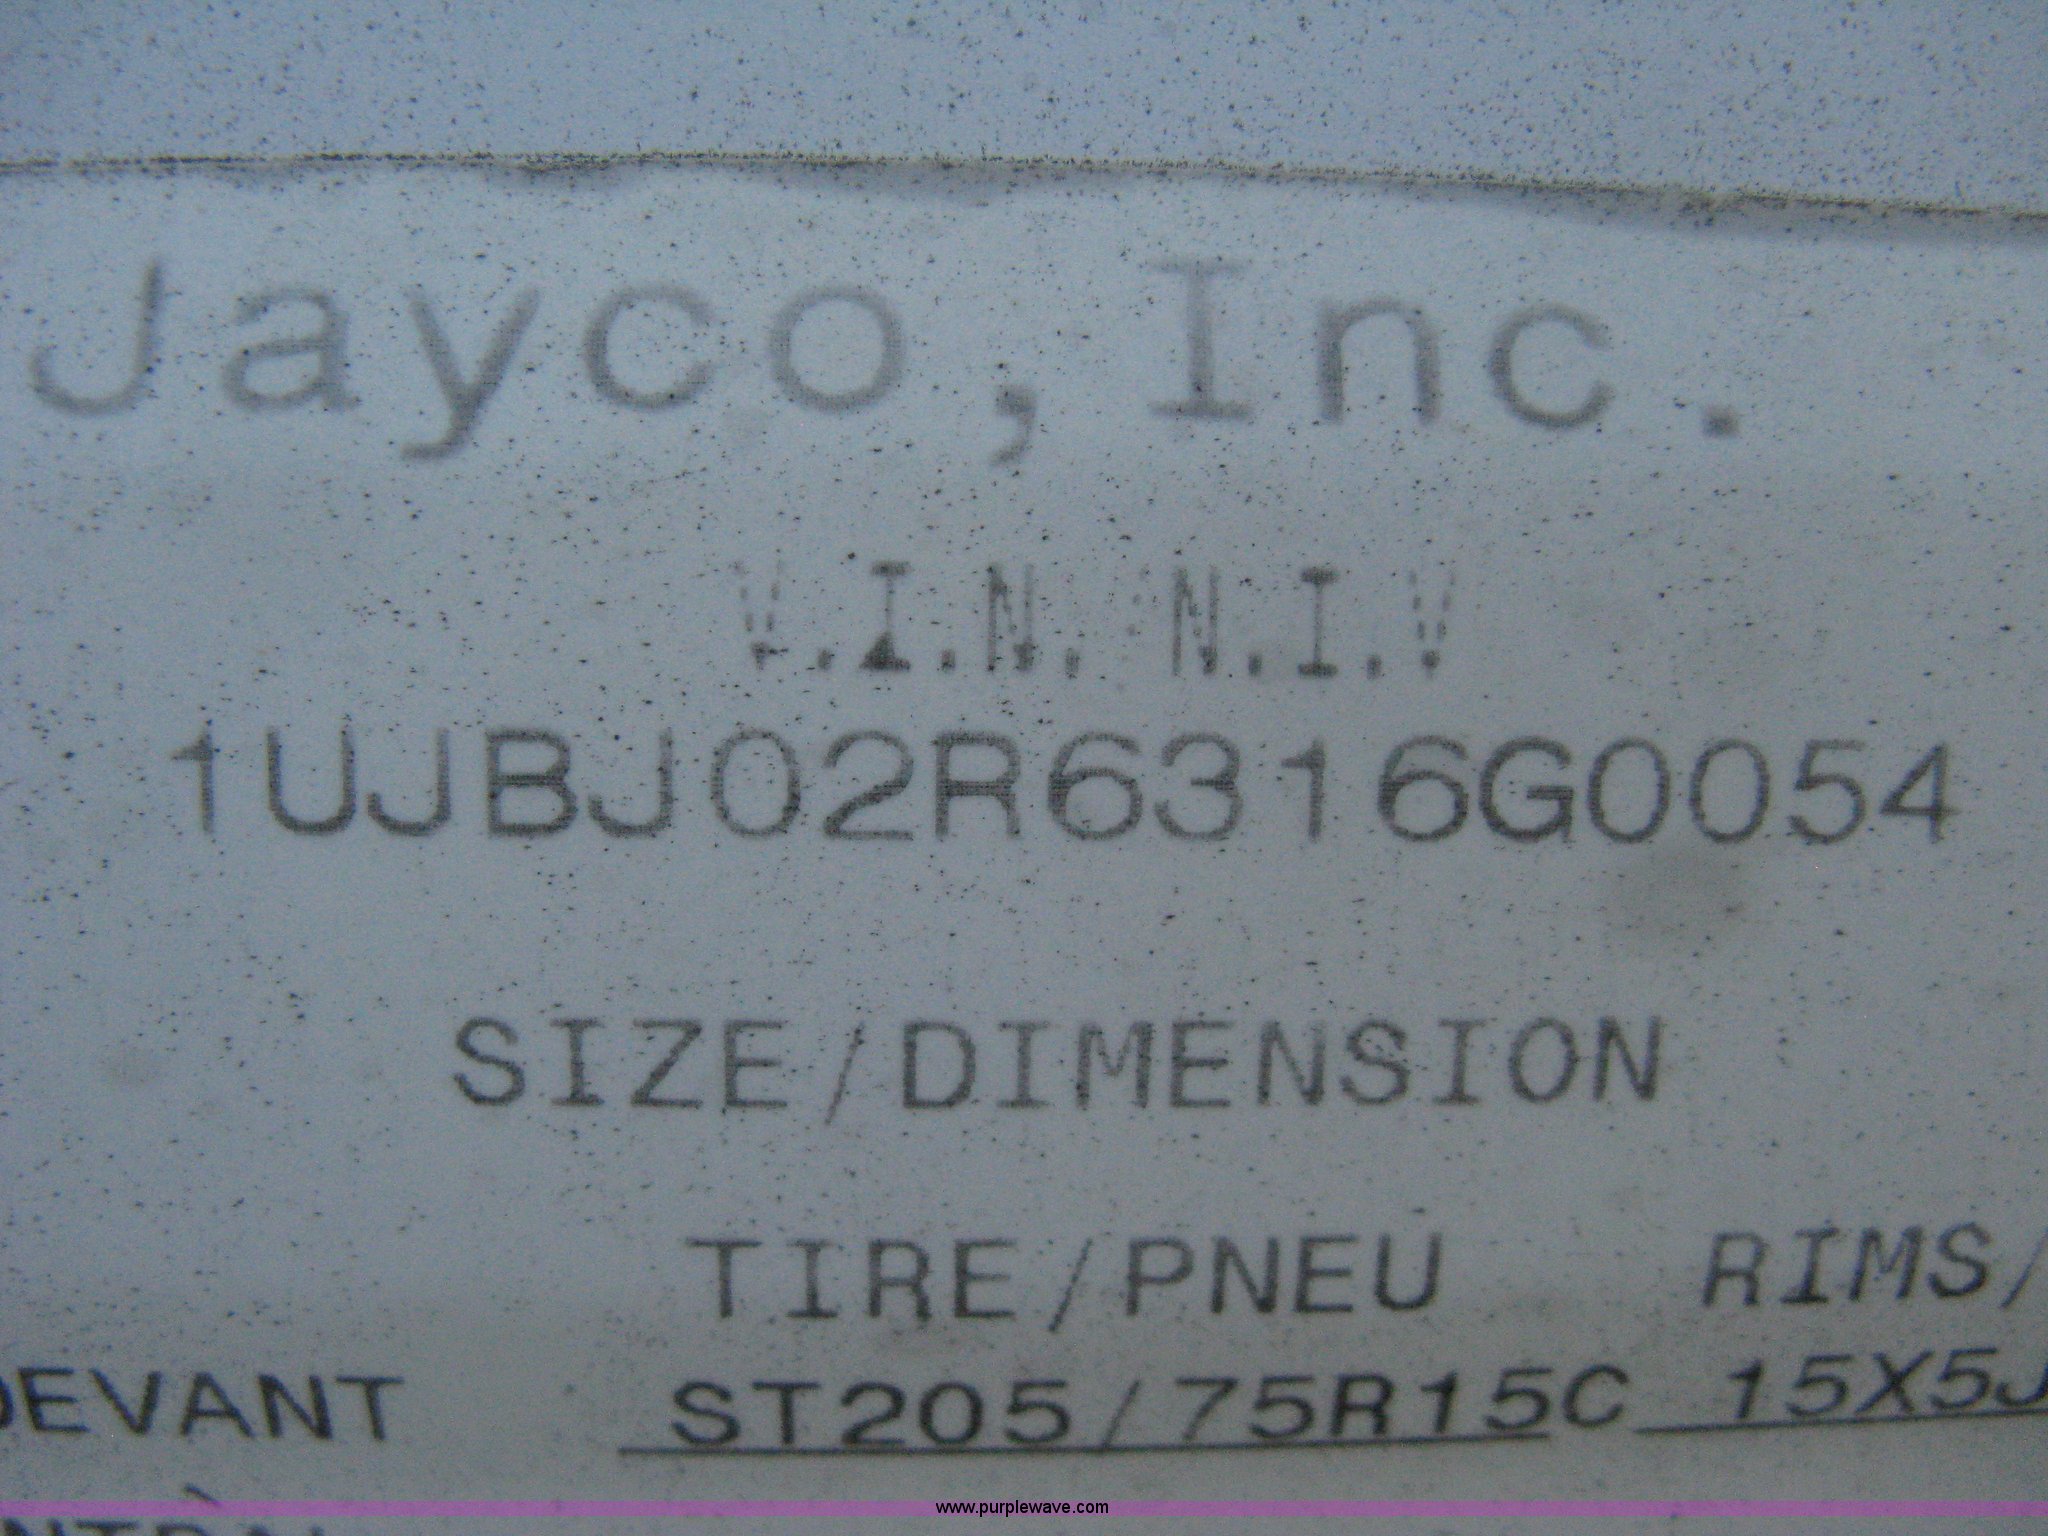 Jayco, Inc.
V.I.N. N.I.V
1UJBJ02R6316G0054
SIZE/DIMENSION
TIRE/PNEU RIMS/
DEVANT ST205/75R15C 15X5J
www.purplewave.com